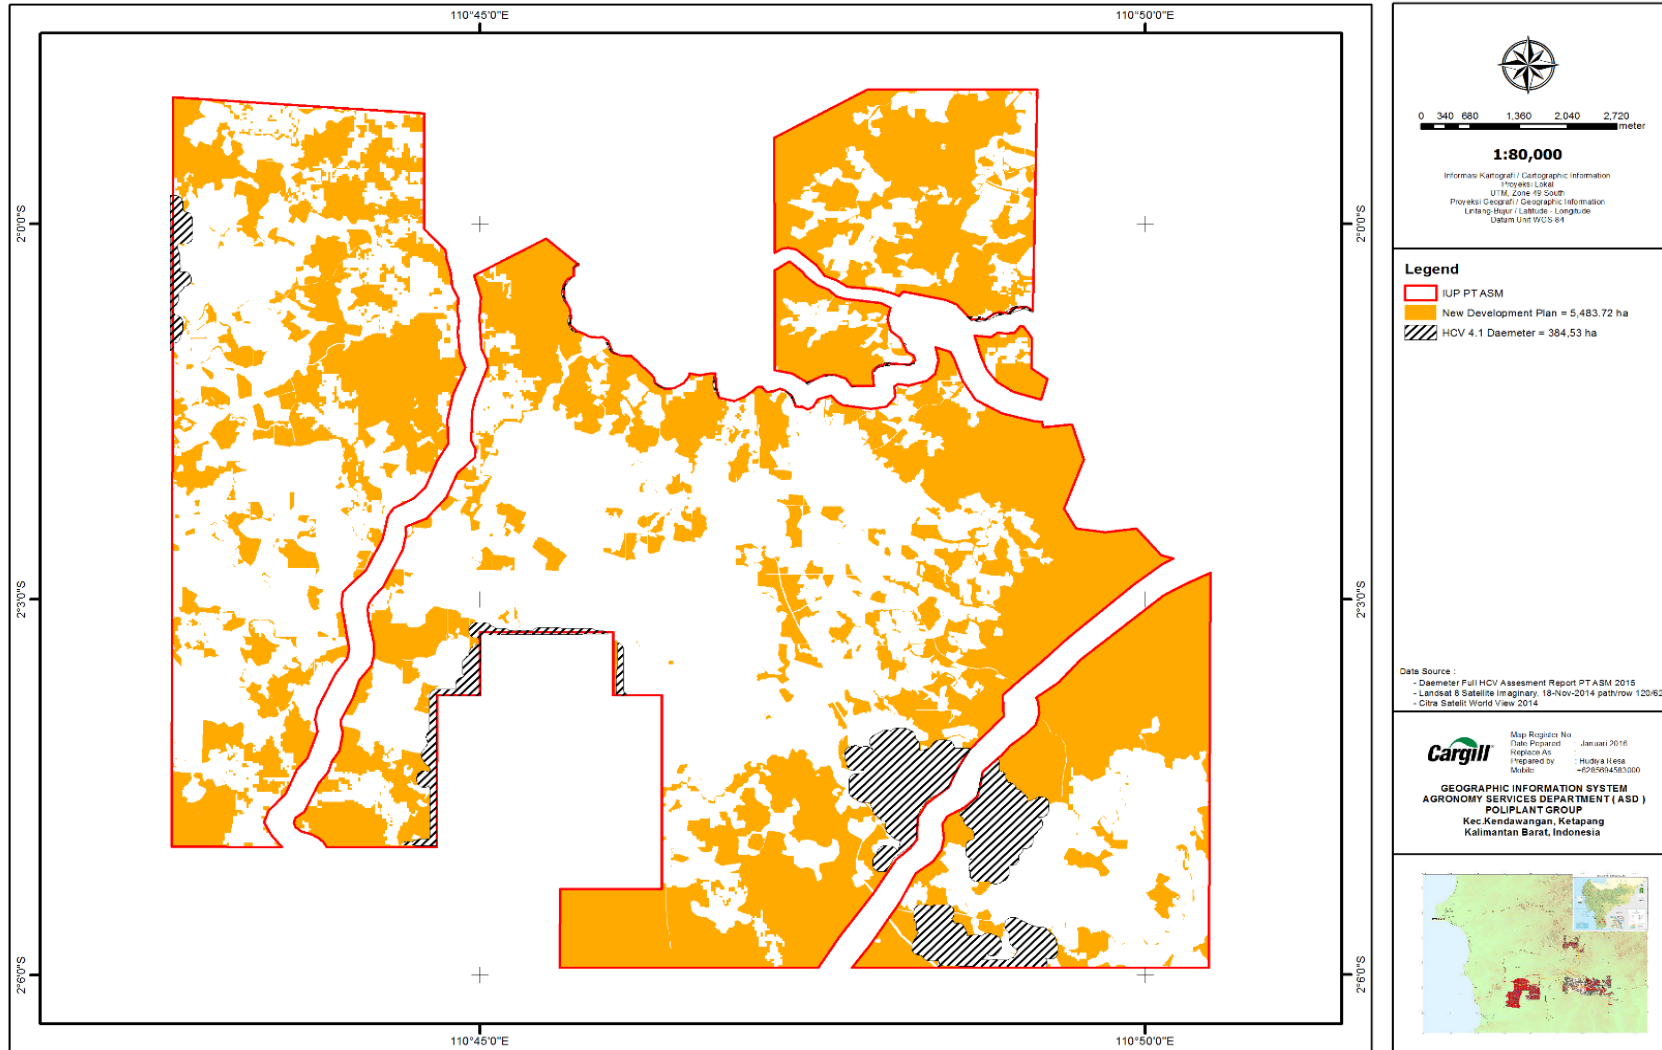 110°45'0"E
110°50'0"E
2°0'0"S
2°0'0"S
2°3'0"S
2°3'0"S
2°6'0"S
2°6'0"S
110°45'0"E
110°50'0"E
0 340 680 1.360 2.040 2,720
meter
1:80,000
Informasi Kartografi / Cartographic Information
Proyeksi Lokal
UTM, Zone 49 South
Proyeksi Geografi / Geographic Information
Lintang-Bujur / Latitude - Longitude
Datum Unit WGS 84
Legend
IUP PT ASM
New Development Plan = 5,483.72 ha
HCV 4.1 Daemeter = 384,53 ha
Data Source :
- Daemeter Full HCV Assesment Report PT ASM 2015
- Landsat 8 Satellite Imaginary, 18-Nov-2014 path/row 120/62
- Citra Satelit World View 2014
Cargill
Map Register No
Date Prepared : Januari 2016
Replace As :
Prepared by : Hudiya Resa
Mobile : +6285694583000
GEOGRAPHIC INFORMATION SYSTEM
AGRONOMY SERVICES DEPARTMENT ( ASD )
POLIPLANT GROUP
Kec.Kendawangan, Ketapang
Kalimantan Barat, Indonesia